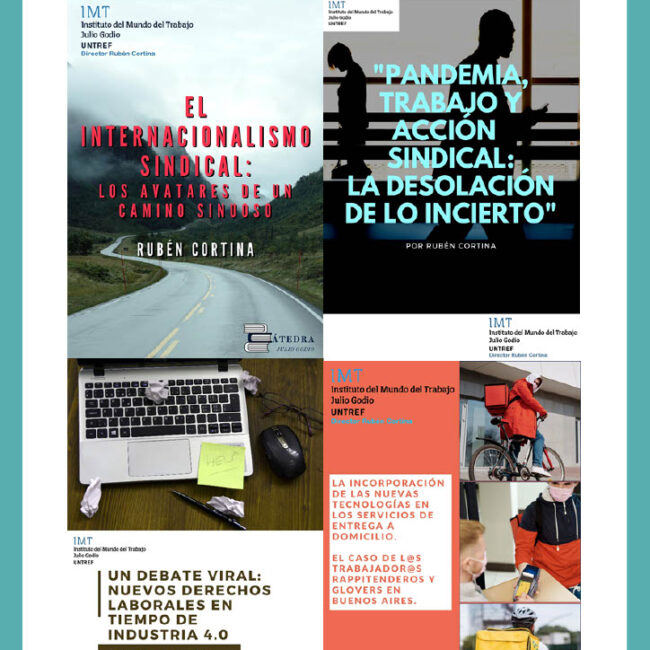 IMT
Instituto del Mundo del Trabajo
Julio Godio
UNTREF
Director Rubén Cortina
EL
INTERNACIONALISMO
SINDICAL:
LOS AVATARES DE UN
CAMINO SINUOSO
RUBÉN CORTINA
CÁTEDRA
JULIO GODIO
IMT
Instituto del Mundo del Trabajo
Julio Godio
UNTREF
"PANDEMIA,
TRABAJO Y
ACCIÓN
SINDICAL:
LA DESOLACIÓN
DE LO INCIERTO"
POR RUBÉN CORTINA
IMT
Instituto del Mundo del Trabajo
Julio Godio
UNTREF
Director Rubén Cortina
HELP
IMT
Instituto del Mundo del Trabajo
Julio Godio
UNTREF
UN DEBATE VIRAL:
NUEVOS DERECHOS
LABORALES EN
TIEMPO DE
INDUSTRIA 4.0
IMT
Instituto del Mundo del Trabajo
Julio Godio
UNTREF
Director Rubén Cortina
LA INCORPORACIÓN
DE LAS NUEVAS
TECNOLOGÍAS EN
LOS SERVICIOS DE
ENTREGA A
DOMICILIO.
EL CASO DE L@S
TRABAJADOR@S
RAPPITENDEROS Y
GLOVERS EN
BUENOS AIRES.